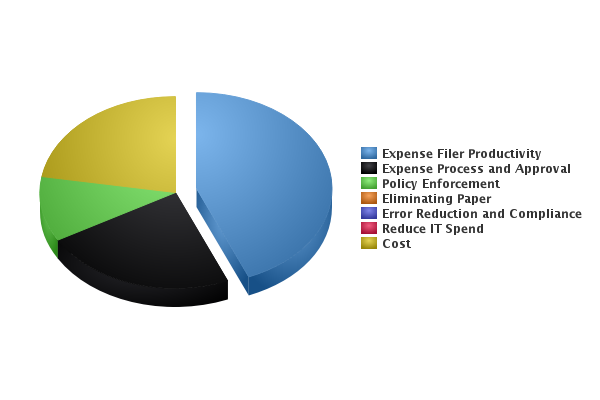 Expense Filer Productivity
Expense Process and Approval
Policy Enforcement
Eliminating Paper
Error Reduction and Compliance
Reduce IT Spend
Cost